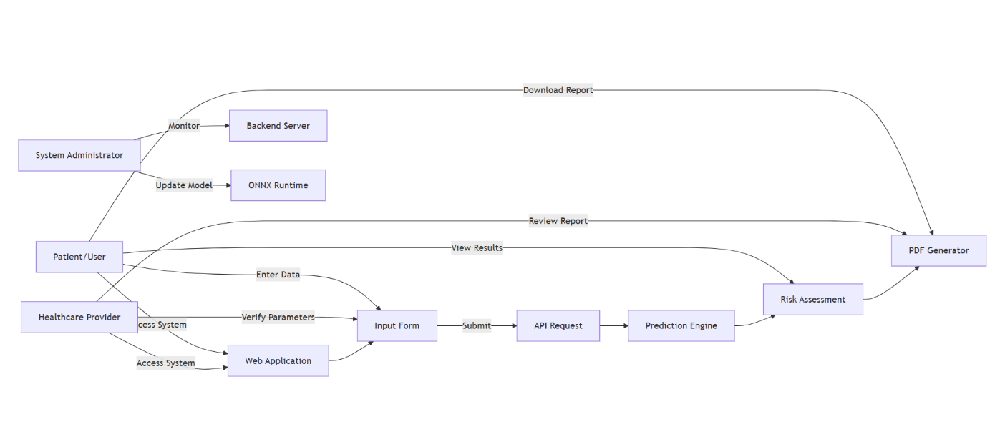 Download Report
Monitor
Backend Server
System Administrator
Update Model
ONNX Runtime
Review Report
View Results
PDF Generator
Patient/User
Enter Data
Risk Assessment
Healthcare Provider
Verify Parameters
cess System
Input Form
Submit
API Request
Prediction Engine
Access System
Web Application